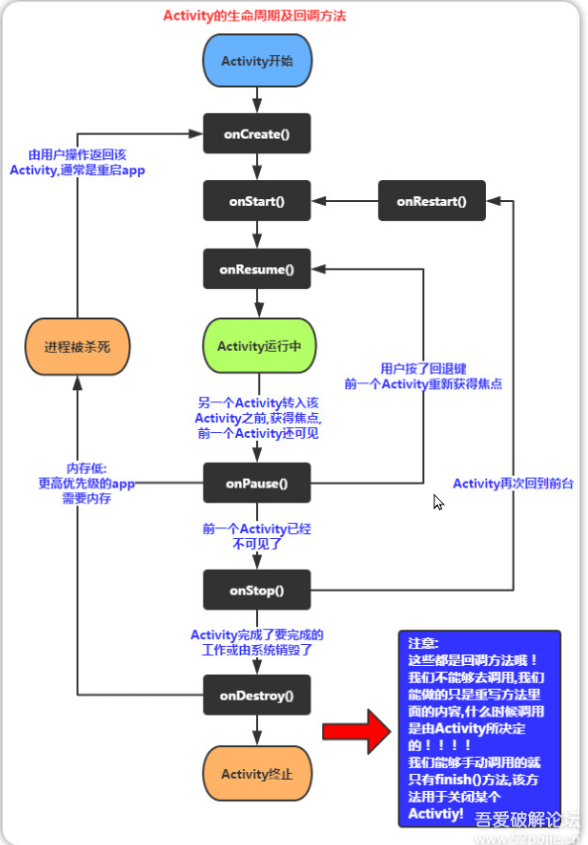 Activity的生命周期及回调方法
Activity开始
onCreate()
由用户操作返回该
Activity,通常是重启app
onStart()
onRestart()
onResume()
进程被杀死
Activity运行中
用户按了回退键
前一个Activity重新获得焦点
另一个Activity转入该
Activity之前,获得焦点,
前一个Activity还可见
内存低:
更高优先级的app
需要内存
onPause()
Activity再次回到前台
前一个Activity已经
不可见了
onStop()
Activity完成了要完成的
工作或由系统销毁了
onDestroy()
Activity终止
注意:
这些都是回调方法哦！
我们不能够去调用,我们
能做的只是重写方法里
面的内容,什么时候调用
是由Activity所决定
的！！！！
我们能够手动调用的就
只有finish()方法,该方
法用于关闭某个
Activtiy!
吾爱破解论坛
www.52pojie.cn